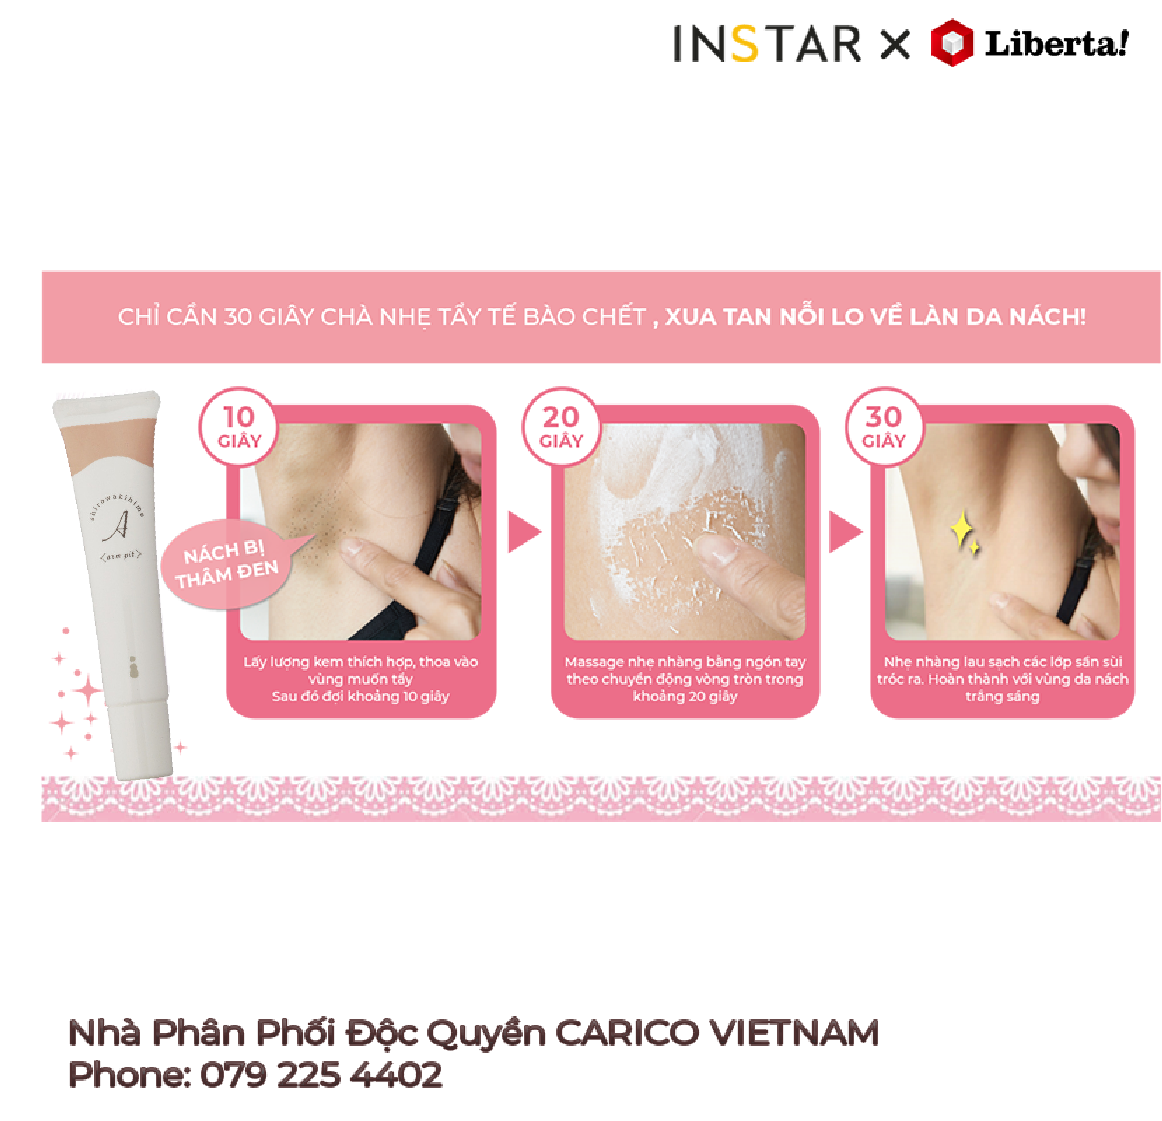 INSTAR × Liberta!
CHỈ CẦN 30 GIÂY CHÀ NHẸ TẨY TẾ BÀO CHẾT , XUA TAN NỖI LO VỀ LÀN DA NÁCH!
10
GIÂY
20
GIÂY
30
GIÂY
shirowakihime
A
<arm pit>
NÁCH BỊ
THÂM ĐEN
Lấy lượng kem thích hợp, thoa vào
vùng muốn tẩy
Sau đó đợi khoảng 10 giây
Massage nhẹ nhàng bằng ngón tay
theo chuyển động vòng tròn trong
khoảng 20 giây
Nhẹ nhàng lau sạch các lớp sần sùi
tróc ra. Hoàn thành với vùng da nách
trắng sáng
Nhà Phân Phối Độc Quyền CARICO VIETNAM
Phone: 079 225 4402